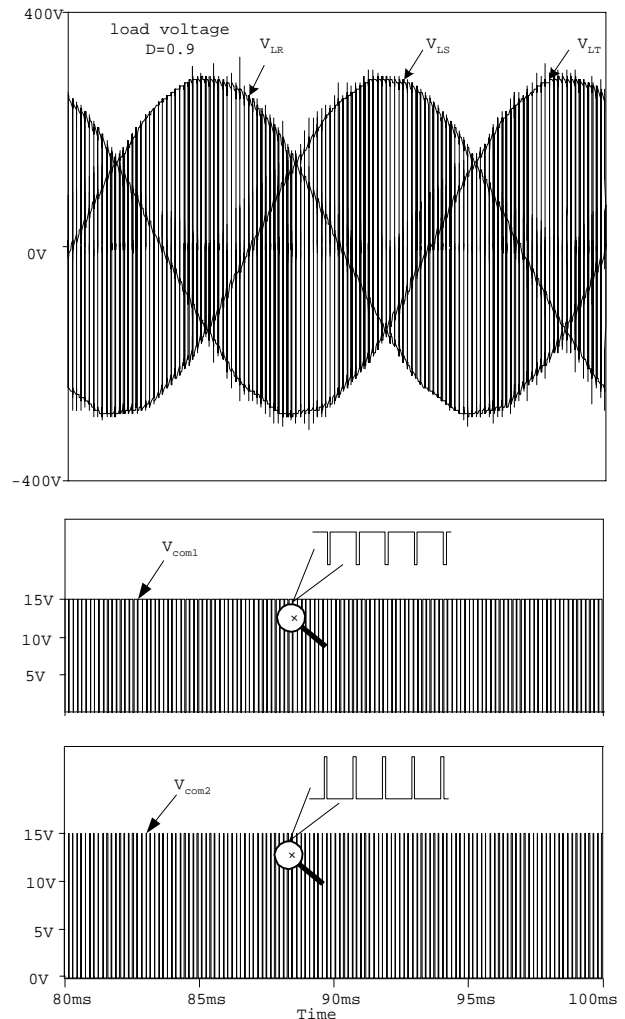 400V
load voltage
D=0.9
VLR
VLS
VLT
0V
-400V
Vcom1
15V
10V
5V
Vcom2
15V
10V
5V
0V
80ms 85ms 90ms 95ms 100ms
Time